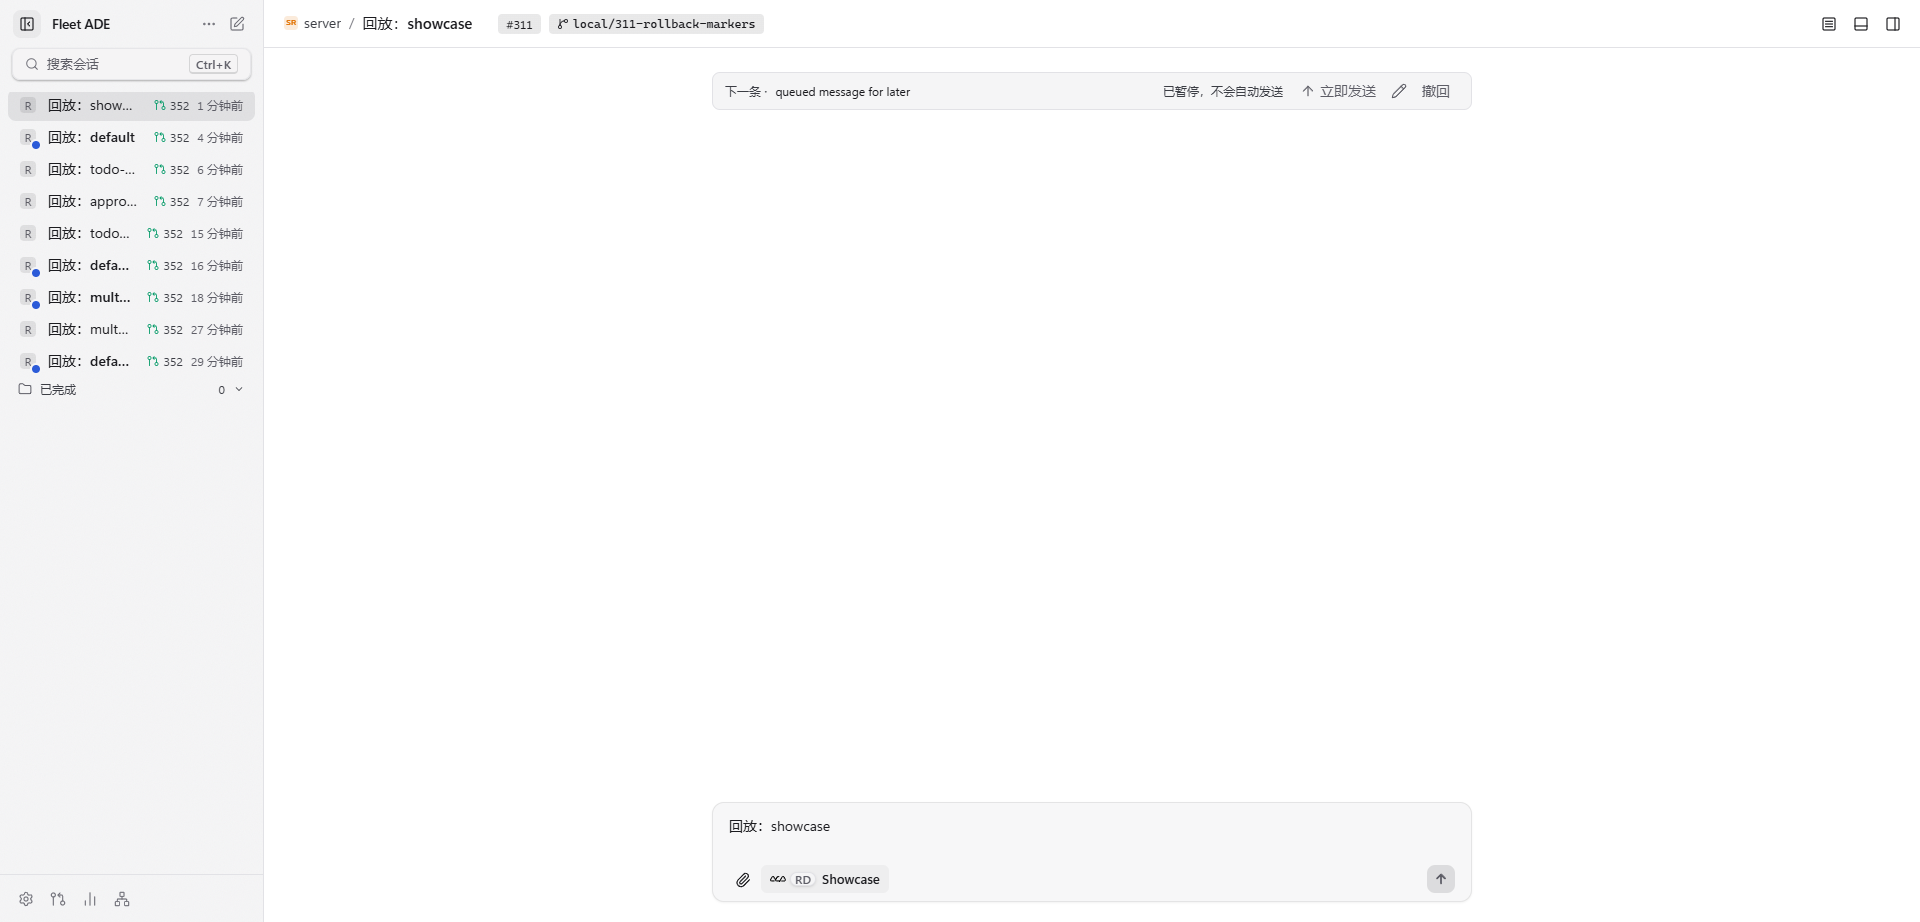 Fleet ADE
搜索会话 Ctrl+K
R 回放：show... 352 1 分钟前
R 回放：default 352 4 分钟前
R 回放：todo-... 352 6 分钟前
R 回放：appro... 352 7 分钟前
R 回放：todo... 352 15 分钟前
R 回放：defa... 352 16 分钟前
R 回放：mult... 352 18 分钟前
R 回放：mult... 352 27 分钟前
R 回放：defa... 352 29 分钟前
已完成 0
SR server / 回放：showcase #311 local/311-rollback-markers
下一条 · queued message for later 已暂停，不会自动发送 立即发送 撤回
回放：showcase
RD Showcase